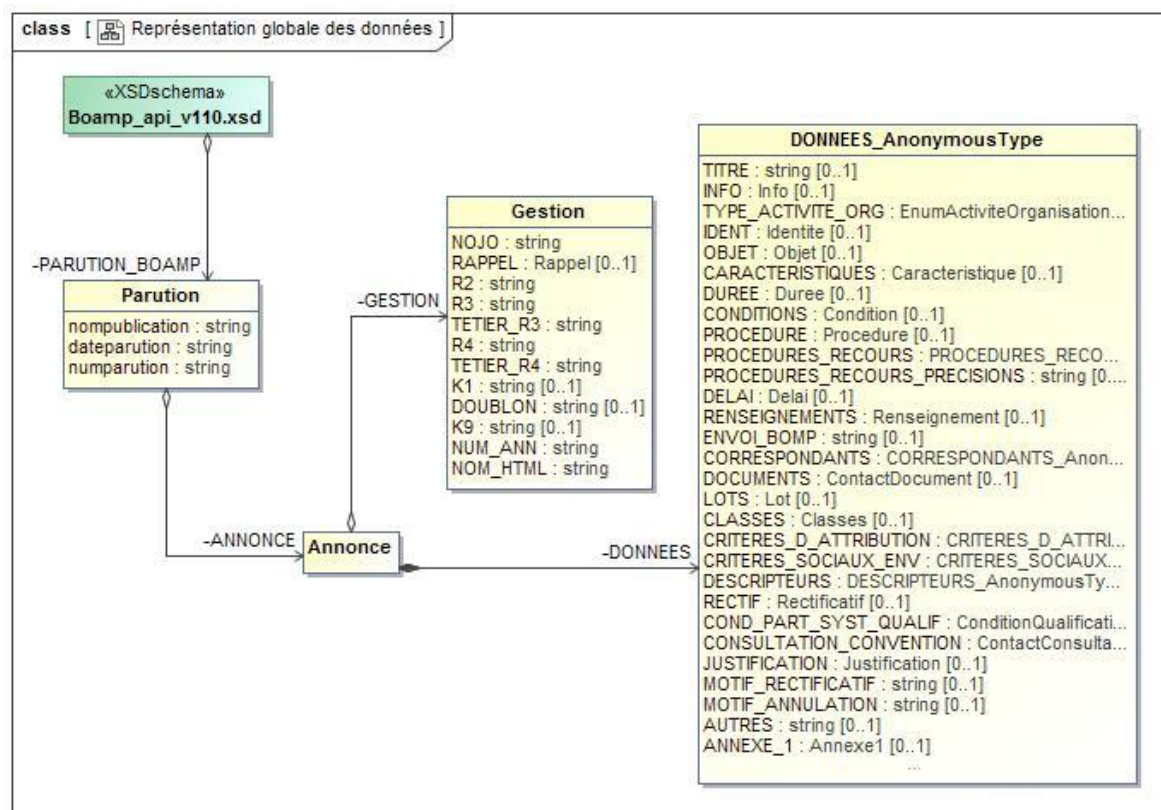 class [ Représentation globale des données ]
«XSDschema»
Boamp_api_v110.xsd
-PARUTION_BOAMP
Parution
nompublication : string
dateparution : string
numparution : string
-ANNONCE
Annonce
-GESTION
Gestion
NOJO : string
RAPPEL : Rappel [0..1]
R2 : string
R3 : string
TETIER_R3 : string
R4 : string
TETIER_R4 : string
K1 : string [0..1]
DOUBLON : string [0..1]
K9 : string [0..1]
NUM_ANN : string
NOM_HTML : string
-DONNEES
DONNEES_AnonymousType
TITRE : string [0..1]
INFO : Info [0..1]
TYPE_ACTIVITE_ORG : EnumActiviteOrganisation...
IDENT : Identite [0..1]
OBJET : Objet [0..1]
CARACTERISTIQUES : Caracteristique [0..1]
DUREE : Duree [0..1]
CONDITIONS : Condition [0..1]
PROCEDURE : Procedure [0..1]
PROCEDURES_RECOURS : PROCEDURES_RECO...
PROCEDURES_RECOURS_PRECISIONS : string [0....
DELAI : Delai [0..1]
RENSEIGNEMENTS : Renseignement [0..1]
ENVOI_BOMP : string [0..1]
CORRESPONDANTS : CORRESPONDANTS_Anon...
DOCUMENTS : ContactDocument [0..1]
LOTS : Lot [0..1]
CLASSES : Classes [0..1]
CRITERES_D_ATTRIBUTION : CRITERES_D_ATTRI...
CRITERES_SOCIAUX_ENV : CRITERES_SOCIAUX...
DESCRIPTEURS : DESCRIPTEURS_AnonymousTy...
RECTIF : Rectificatif [0..1]
COND_PART_SYST_QUALIF : ConditionQualificati...
CONSULTATION_CONVENTION : ContactConsulta...
JUSTIFICATION : Justification [0..1]
MOTIF_RECTIFICATIF : string [0..1]
MOTIF_ANNULATION : string [0..1]
AUTRES : string [0..1]
ANNEXE_1 : Annexe1 [0..1]
...